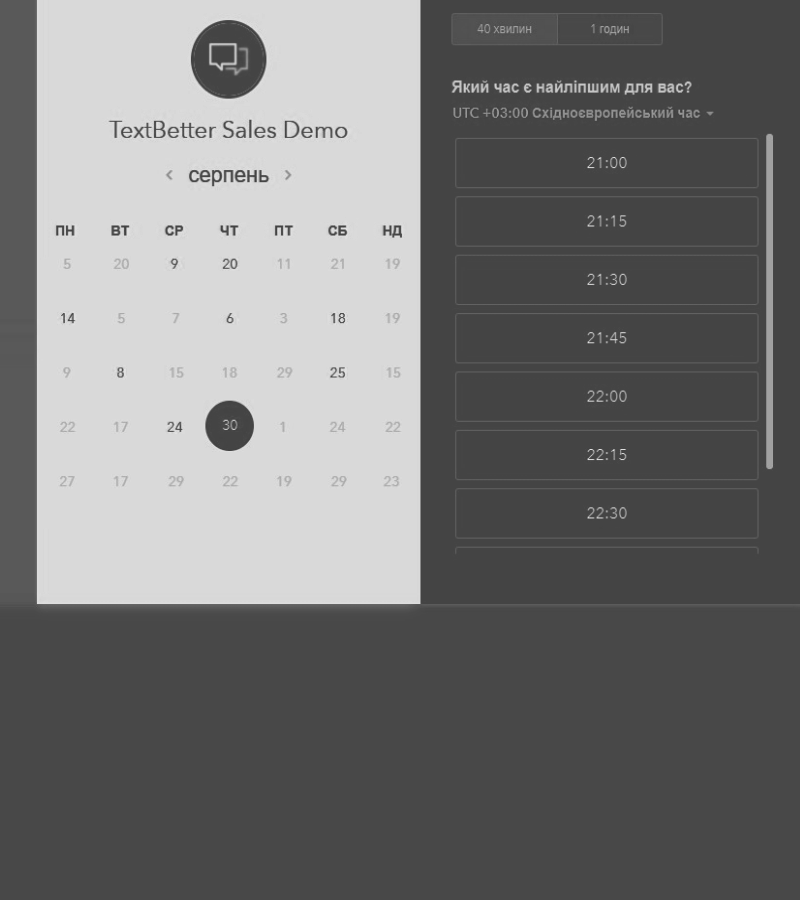 TextBetter Sales Demo
серпень
ПН ВТ СР ЧТ ПТ СБ НД
5 20 9 20 11 21 19
14 5 7 6 3 18 19
9 8 15 18 29 25 15
22 17 24 30 1 24 22
27 17 29 22 19 29 23
40 хвилин 1 годин
Який час є найліпшим для вас?
UTC +03:00 Східноєвропейський час
21:00
21:15
21:30
21:45
22:00
22:15
22:30